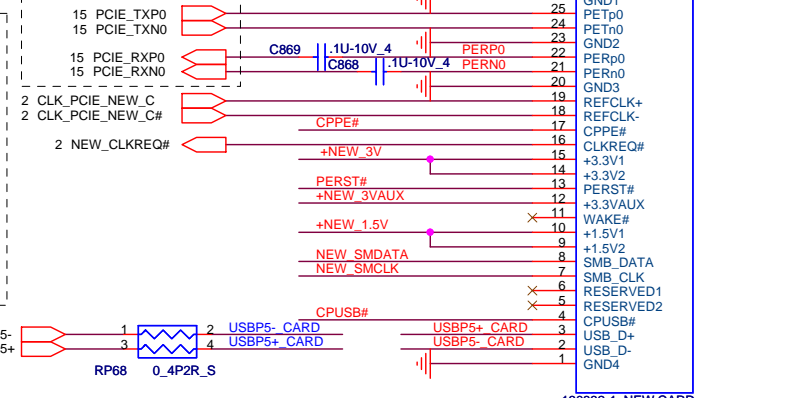 GND1
15 PCIE_TXP0 25 PETp0
15 PCIE_TXN0 24 PETn0
23 GND2
15 PCIE_RXP0 C869 .1U-10V_4 PERP0 22 PERp0
15 PCIE_RXN0 C868 .1U-10V_4 PERN0 21 PERn0
20 GND3
2 CLK_PCIE_NEW_C 19 REFCLK+
2 CLK_PCIE_NEW_C# 18 REFCLK-
CPPE# 17 CPPE#
2 NEW_CLKREQ# 16 CLKREQ#
+NEW_3V 15 +3.3V1
14 +3.3V2
PERST# 13 PERST#
+NEW_3VAUX 12 +3.3VAUX
11 WAKE#
+NEW_1.5V 10 +1.5V1
9 +1.5V2
NEW_SMDATA 8 SMB_DATA
NEW_SMCLK 7 SMB_CLK
6 RESERVED1
5 RESERVED2
CPUSB# 4 CPUSB#
5- 1 2 USBP5-_CARD USBP5+_CARD 3 USB_D+
5+ 3 4 USBP5+_CARD USBP5-_CARD 2 USB_D-
1 GND4
RP68 0_4P2R_S
NEW CARD